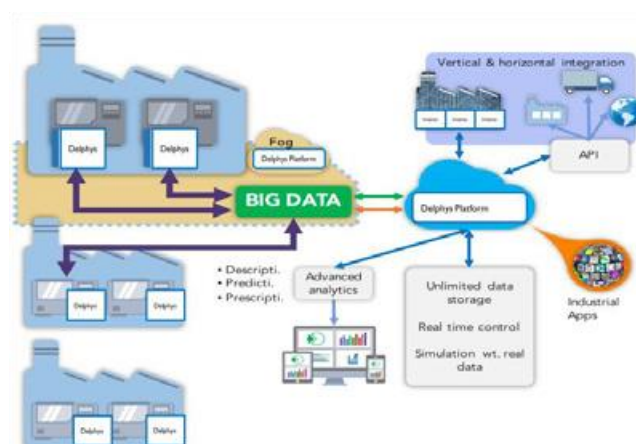 Vertical & horizontal integration
Delphys
Delphys
Fog
Delphys Platform
API
BIG DATA
Delphys Platform
• Descripti.
• Predicti.
• Prescripti.
Advanced
analytics
Unlimited data
storage
Real time control
Simulation wt. real
data
Industrial
Apps
Delphys
Delphys
Delphys
Delphys